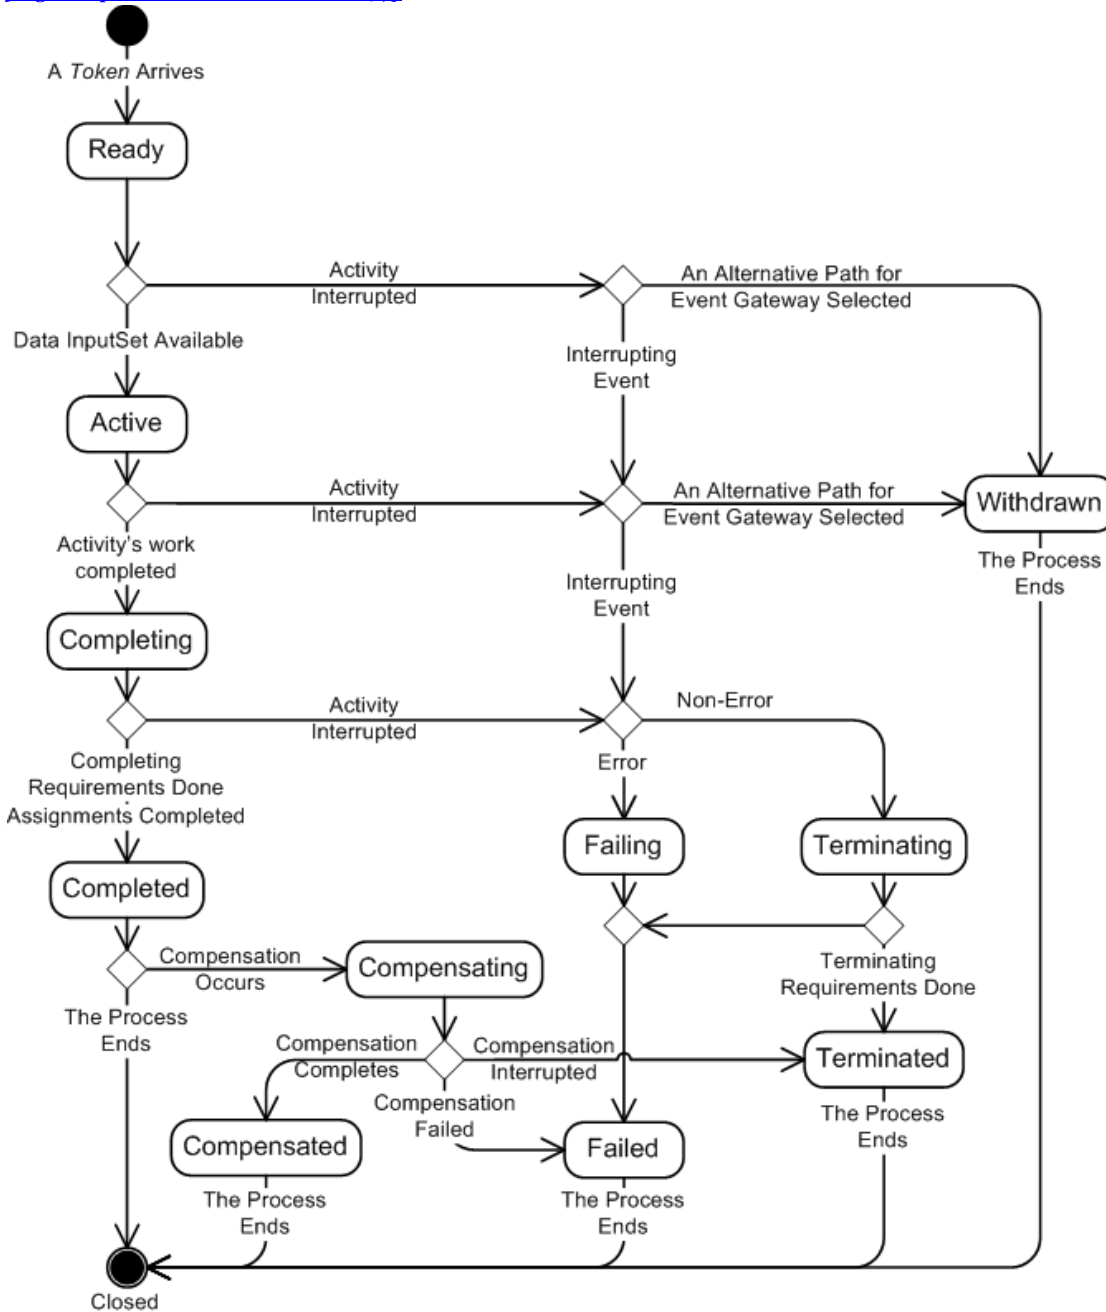 A Token Arrives
Ready
Activity
Interrupted
An Alternative Path for
Event Gateway Selected
Data InputSet Available
Interrupting
Event
Active
Activity
Interrupted
An Alternative Path for
Event Gateway Selected
Withdrawn
Activity's work
completed
The Process
Ends
Interrupting
Event
Completing
Activity
Interrupted
Non-Error
Completing
Requirements Done
Assignments Completed
Error
Failing
Terminating
Completed
Compensation
Occurs
Compensating
Terminating
Requirements Done
The Process
Ends
Compensation
Completes
Compensation
Interrupted
Terminated
Compensation
Failed
The Process
Ends
Compensated
Failed
The Process
Ends
The Process
Ends
Closed